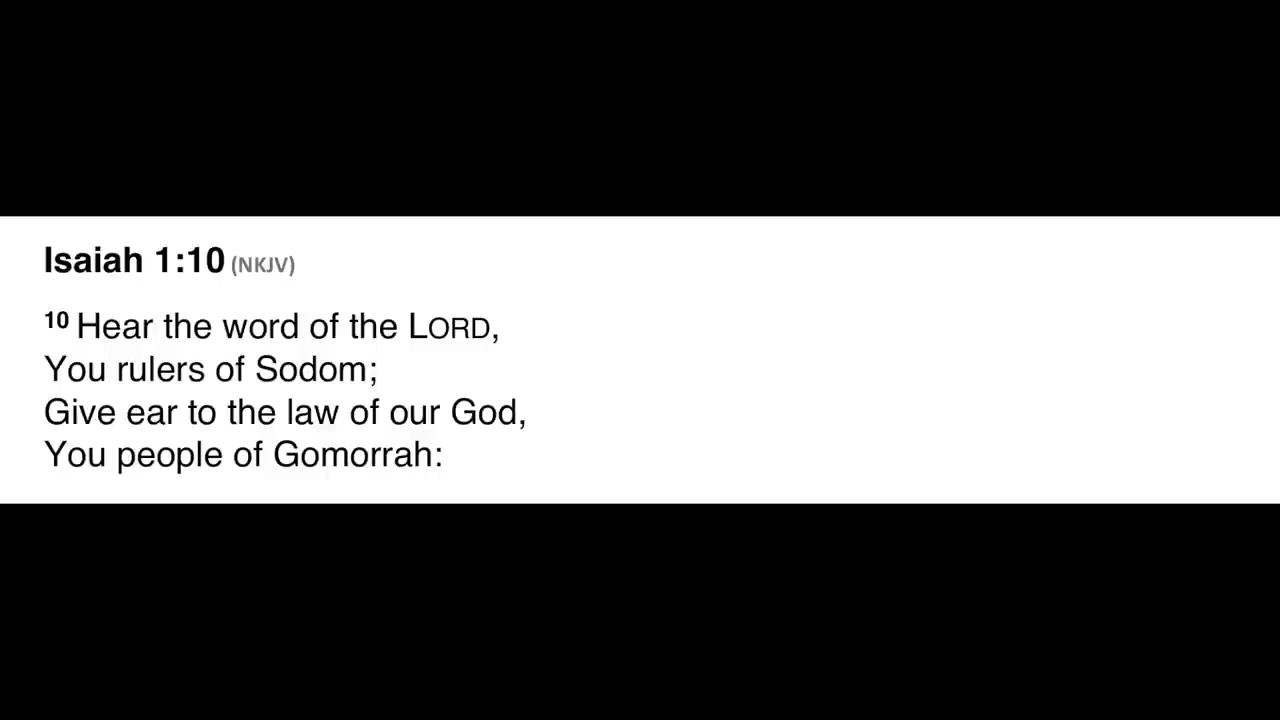 Isaiah 1:10 (NKJV)
10 Hear the word of the LORD,
You rulers of Sodom;
Give ear to the law of our God,
You people of Gomorrah: